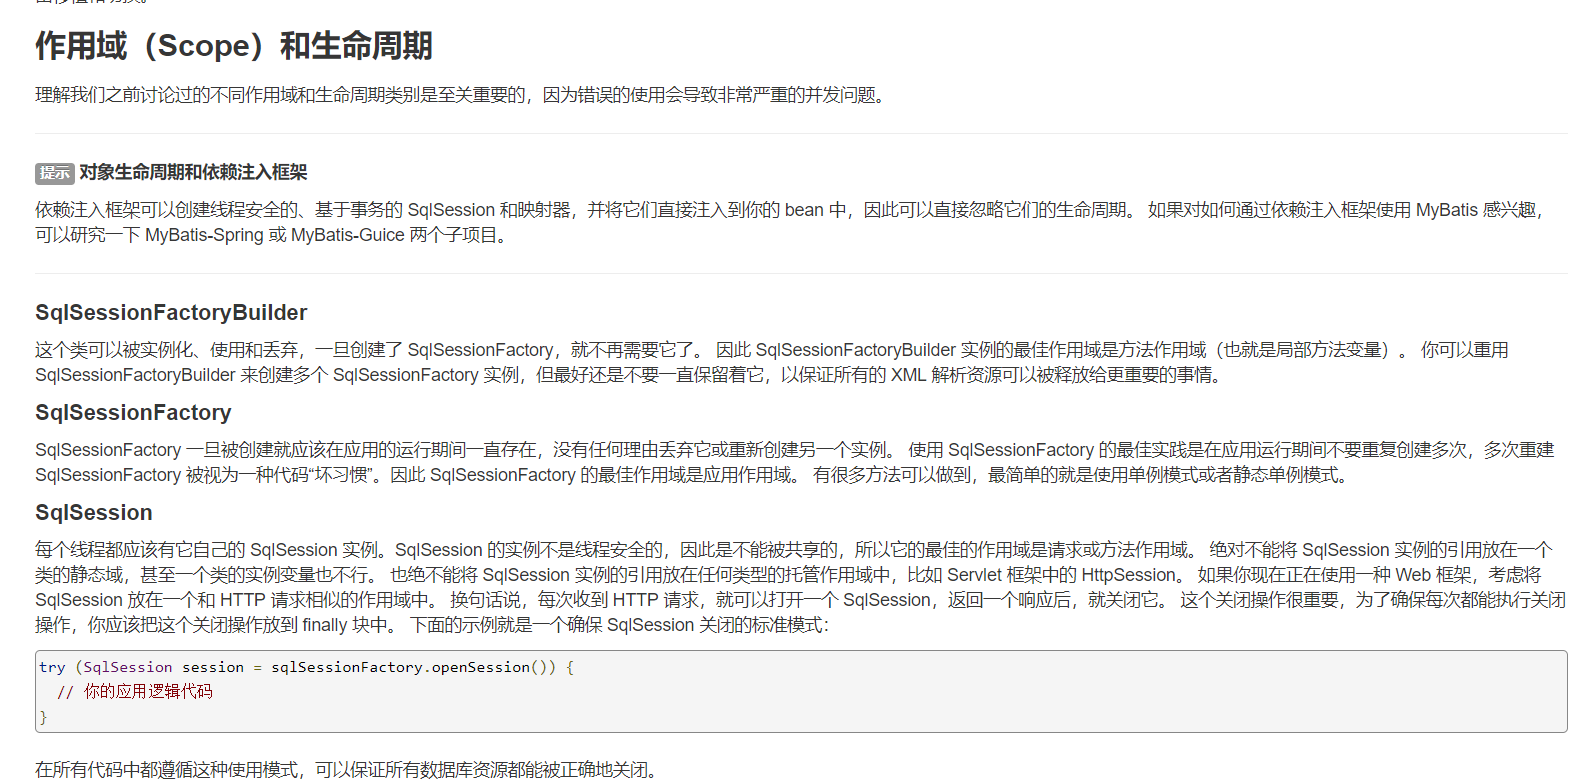 作用域（Scope）和生命周期
理解我们之前讨论过的不同作用域和生命周期类别是至关重要的，因为错误的使用会导致非常严重的并发问题。
提示 对象生命周期和依赖注入框架
依赖注入框架可以创建线程安全的、基于事务的 SqlSession 和映射器，并将它们直接注入到你的 bean 中，因此可以直接忽略它们的生命周期。 如果对如何通过依赖注入框架使用 MyBatis 感兴趣，
可以研究一下 MyBatis-Spring 或 MyBatis-Guice 两个子项目。
SqlSessionFactoryBuilder
这个类可以被实例化、使用和丢弃，一旦创建了 SqlSessionFactory，就不再需要它了。 因此 SqlSessionFactoryBuilder 实例的最佳作用域是方法作用域（也就是局部方法变量）。 你可以重用
SqlSessionFactoryBuilder 来创建多个 SqlSessionFactory 实例，但最好还是不要一直保留着它，以保证所有的 XML 解析资源可以被释放给更重要的事情。
SqlSessionFactory
SqlSessionFactory 一旦被创建就应该在应用的运行期间一直存在，没有任何理由丢弃它或重新创建另一个实例。 使用 SqlSessionFactory 的最佳实践是在应用运行期间不要重复创建多次，多次重建
SqlSessionFactory 被视为一种代码“坏习惯”。因此 SqlSessionFactory 的最佳作用域是应用作用域。 有很多方法可以做到，最简单的就是使用单例模式或者静态单例模式。
SqlSession
每个线程都应该有它自己的 SqlSession 实例。SqlSession 的实例不是线程安全的，因此是不能被共享的，所以它的最佳的作用域是请求或方法作用域。 绝对不能将 SqlSession 实例的引用放在一个
类的静态域，甚至一个类的实例变量也不行。 也绝不能将 SqlSession 实例的引用放在任何类型的托管作用域中，比如 Servlet 框架中的 HttpSession。 如果你现在正在使用一种 Web 框架，考虑将
SqlSession 放在一个和 HTTP 请求相似的作用域中。 换句话说，每次收到 HTTP 请求，就可以打开一个 SqlSession，返回一个响应后，就关闭它。 这个关闭操作很重要，为了确保每次都能执行关闭
操作，你应该把这个关闭操作放到 finally 块中。 下面的示例就是一个确保 SqlSession 关闭的标准模式：
try (SqlSession session = sqlSessionFactory.openSession()) {
// 你的应用逻辑代码
}
在所有代码中都遵循这种使用模式，可以保证所有数据库资源都能被正确地关闭。